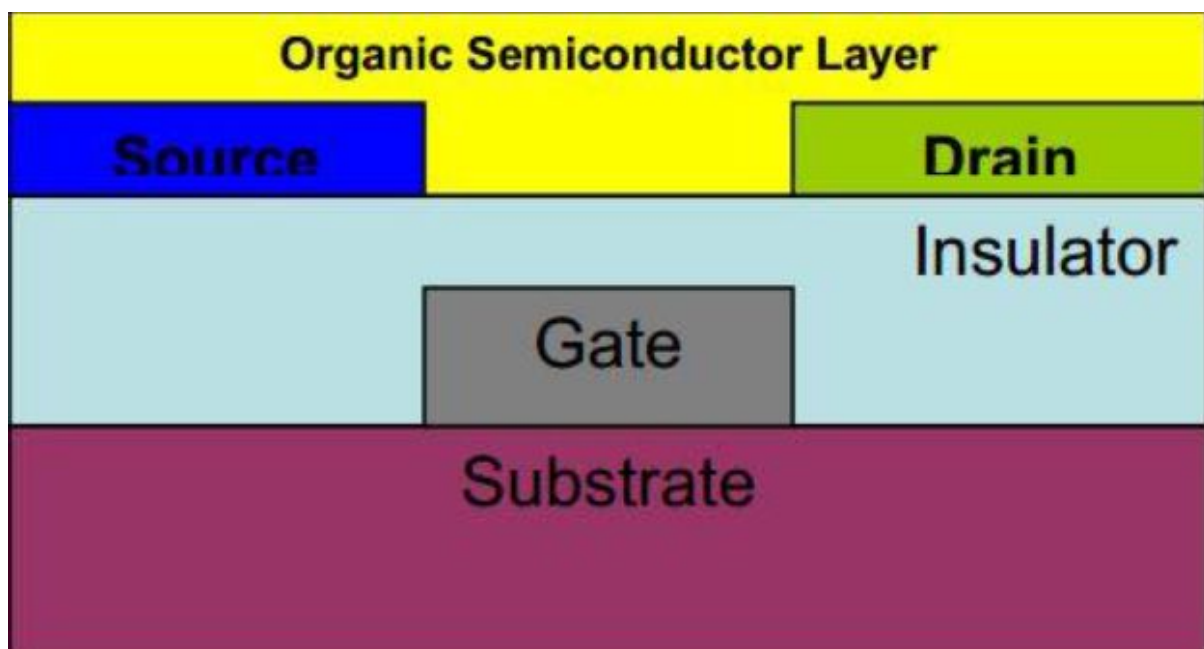 Organic Semiconductor Layer
Source
Drain
Insulator
Gate
Substrate